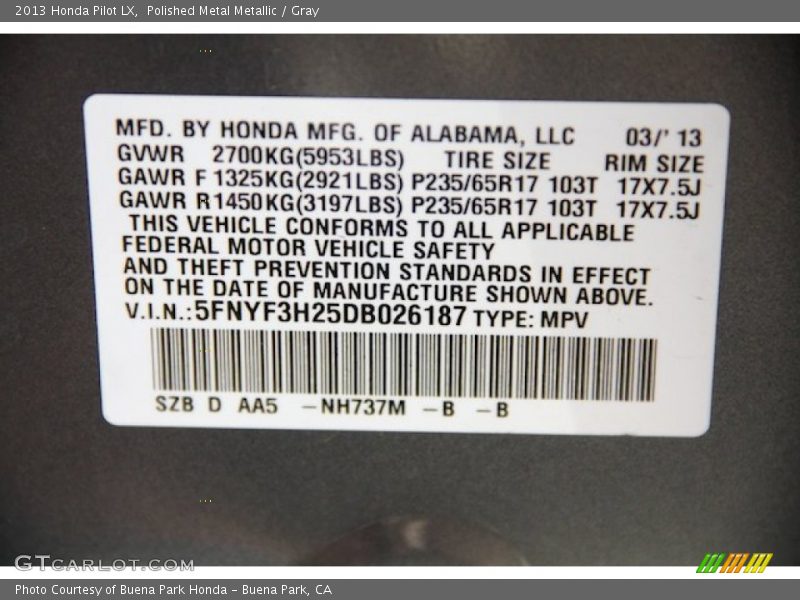 2013 Honda Pilot LX, Polished Metal Metallic / Gray
MFD. BY HONDA MFG. OF ALABAMA, LLC 03/' 13
GVWR 2700KG(5953LBS) TIRE SIZE RIM SIZE
GAWR F 1325KG(2921LBS) P235/65R17 103T 17X7.5J
GAWR R1450KG(3197LBS) P235/65R17 103T 17X7.5J
THIS VEHICLE CONFORMS TO ALL APPLICABLE
FEDERAL MOTOR VEHICLE SAFETY
AND THEFT PREVENTION STANDARDS IN EFFECT
ON THE DATE OF MANUFACTURE SHOWN ABOVE.
V.I.N.:5FNYF3H25DB026187 TYPE: MPV
SZB D AA5 –NH737M –B –B
GTCARLOT.COM
Photo Courtesy of Buena Park Honda – Buena Park, CA